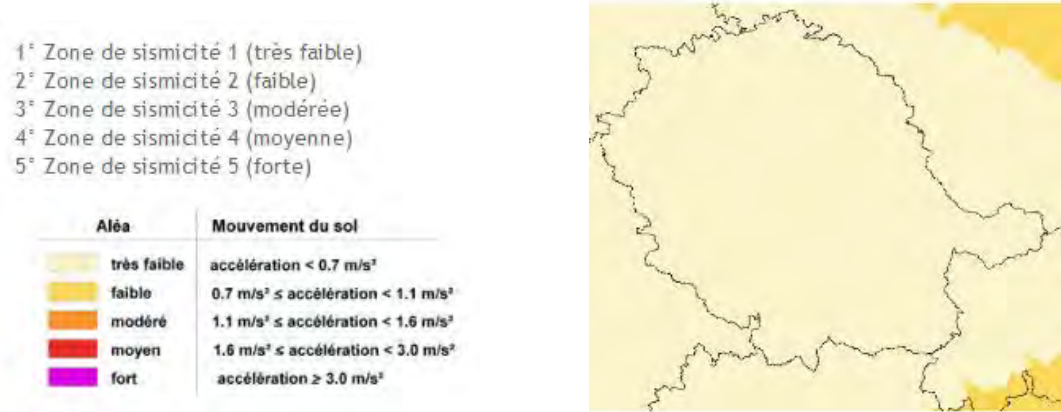 1° Zone de sismicité 1 (très faible)
2° Zone de sismicité 2 (faible)
3° Zone de sismicité 3 (modérée)
4° Zone de sismicité 4 (moyenne)
5° Zone de sismicité 5 (forte)
Aléa Mouvement du sol
très faible accélération < 0.7 m/s²
faible 0.7 m/s² ≤ accélération < 1.1 m/s²
modéré 1.1 m/s² ≤ accélération < 1.6 m/s²
moyen 1.6 m/s² ≤ accélération < 3.0 m/s²
fort accélération ≥ 3.0 m/s²